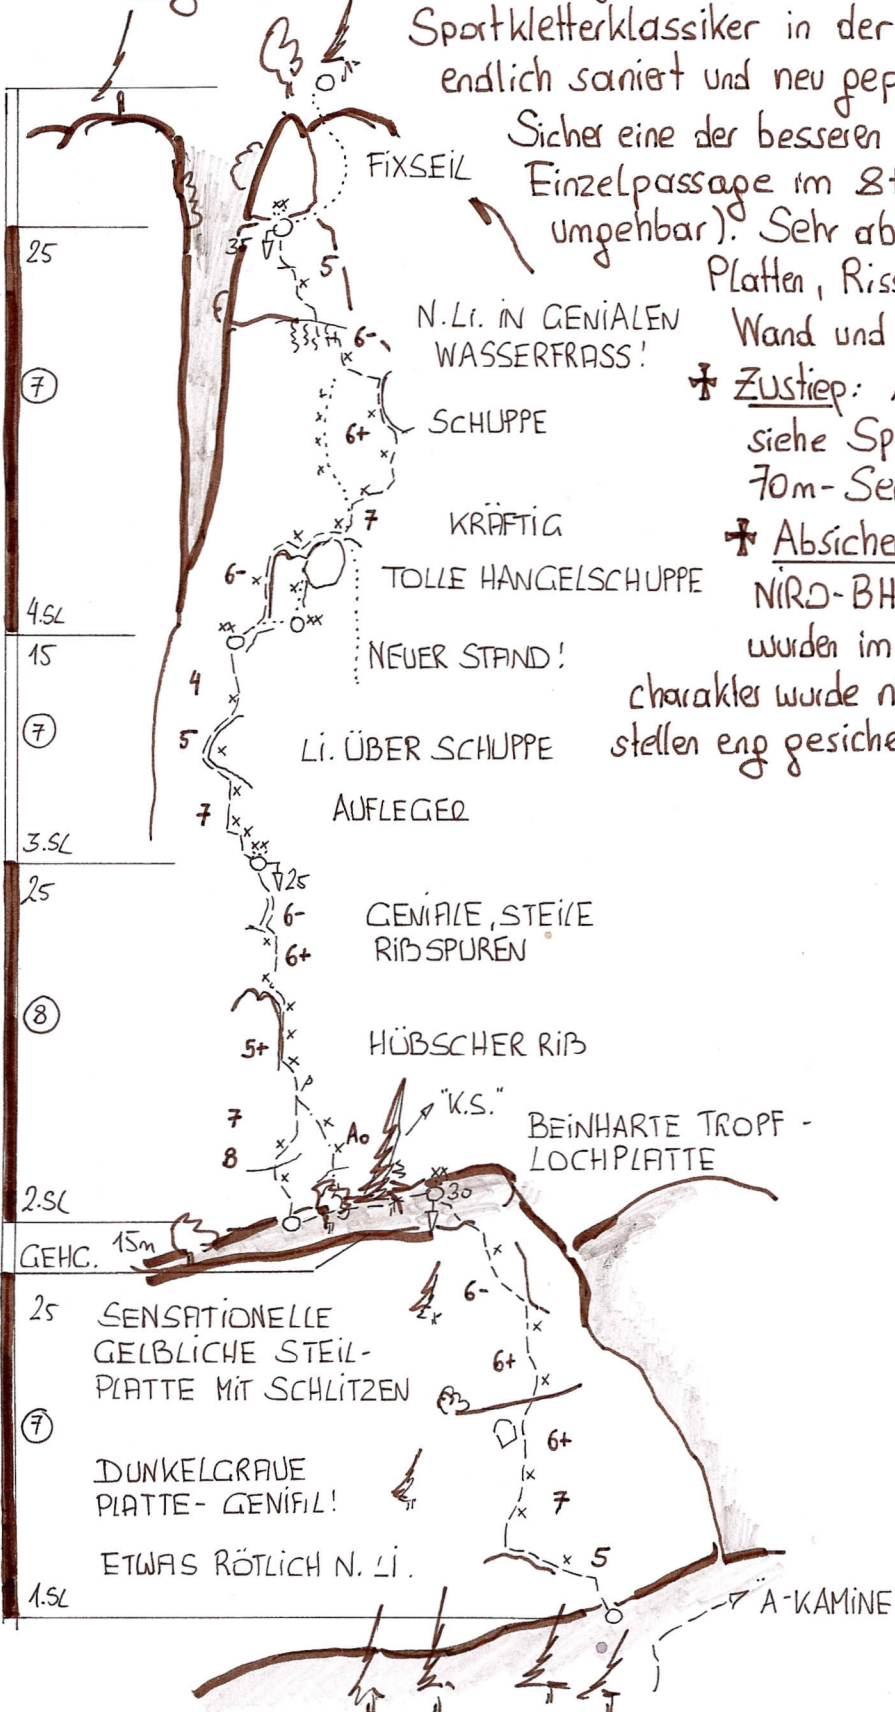 Sportkletterklassiker in der
endlich saniert und neu gep
Sicher eine der besseren
Einzelpassage im 8+
umgehbar). Sehr ab
Platten, Riss
Wand und
Zustieg:
siehe Sp
70m-Se
Absiche
NIRO-BH
wurden im
charakter wurde n
stellen eng gesiche
FIXSEIL
35
25
5
6-
N.Li. iN GENiALEN
WASSERFRASS!
7
6+
SCHUPPE
7
KRÄFTiG
6-
TOLLE HANGELSCHUPPE
4.SL
15
NEUER STAND!
4
7
5
Li. ÜBER SCHUPPE
7
AUFLEGER
3.SL
25
25
6-
GENiALE, STEiLE
RißSPUREN
6+
8
5+
HÜBSCHER Riß
"K.S."
7
A0
8
BEiNHARTE TROPF-
LOCHPLATTE
2.SL
30
GEHG. 15m
25
6-
SENSATiONELLE
GELBLiCHE STEiL-
PLATTE MiT SCHLiTZEN
6+
7
6+
DUNKELGRAUE
PLATTE- GENiAL!
7
ETWAS RÖTLiCH N. Li.
5
1.SL
"A-KAMiNE